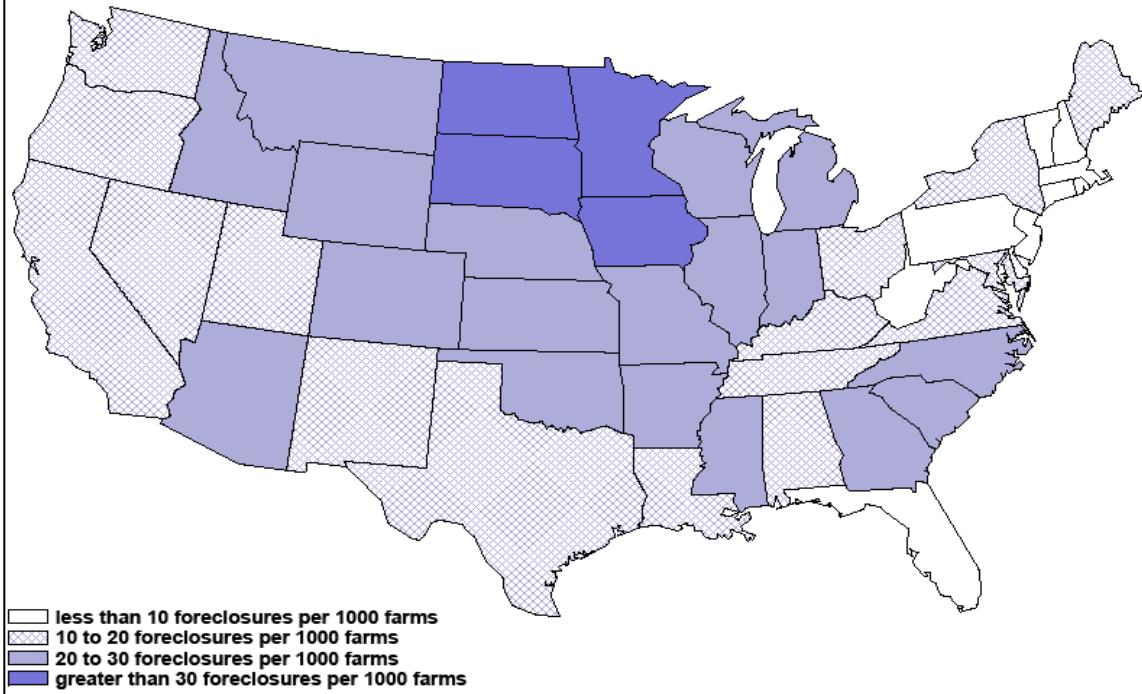 less than 10 foreclosures per 1000 farms
10 to 20 foreclosures per 1000 farms
20 to 30 foreclosures per 1000 farms
greater than 30 foreclosures per 1000 farms